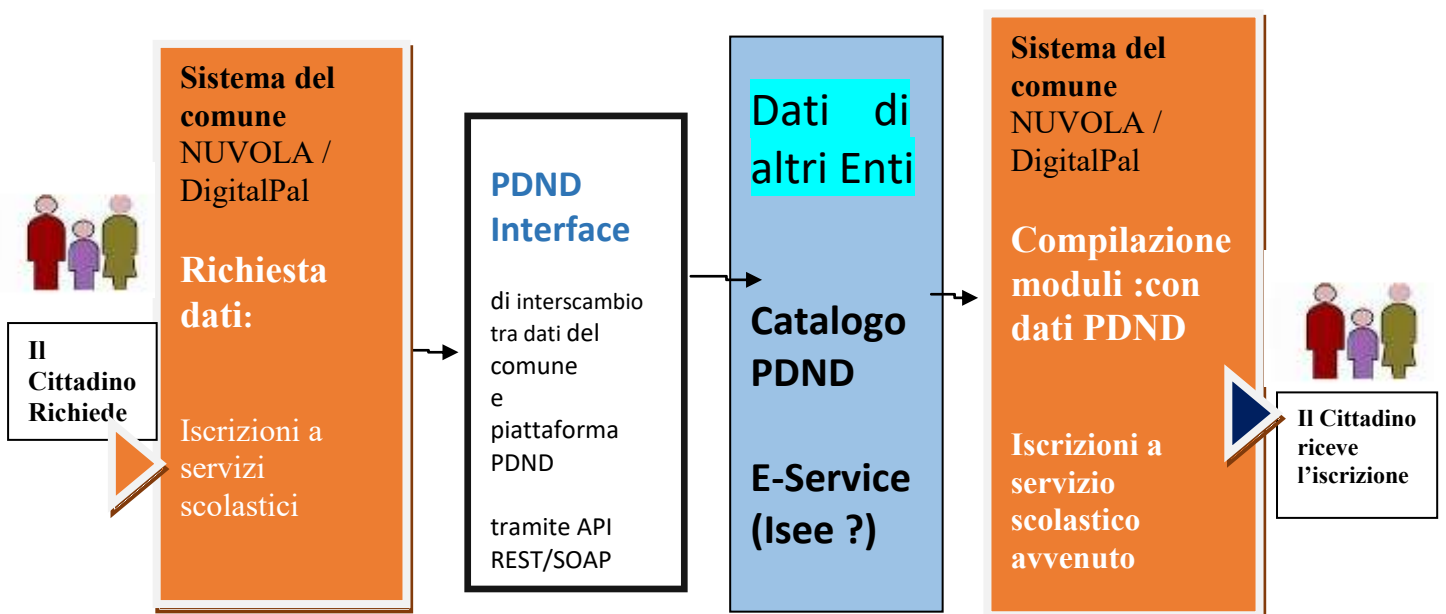 Il
Cittadino
Richiede
Sistema del
comune
NUVOLA /
DigitalPal
Richiesta
dati:
Iscrizioni a
servizi
scolastici
PDND
Interface
di interscambio
tra dati del
comune
e
piattaforma
PDND
tramite API
REST/SOAP
Dati di
altri Enti
Catalogo
PDND
E-Service
(Isee ?)
Sistema del
comune
NUVOLA /
DigitalPal
Compilazione
moduli :con
dati PDND
Iscrizioni a
servizio
scolastico
avvenuto
Il Cittadino
riceve
l'iscrizione